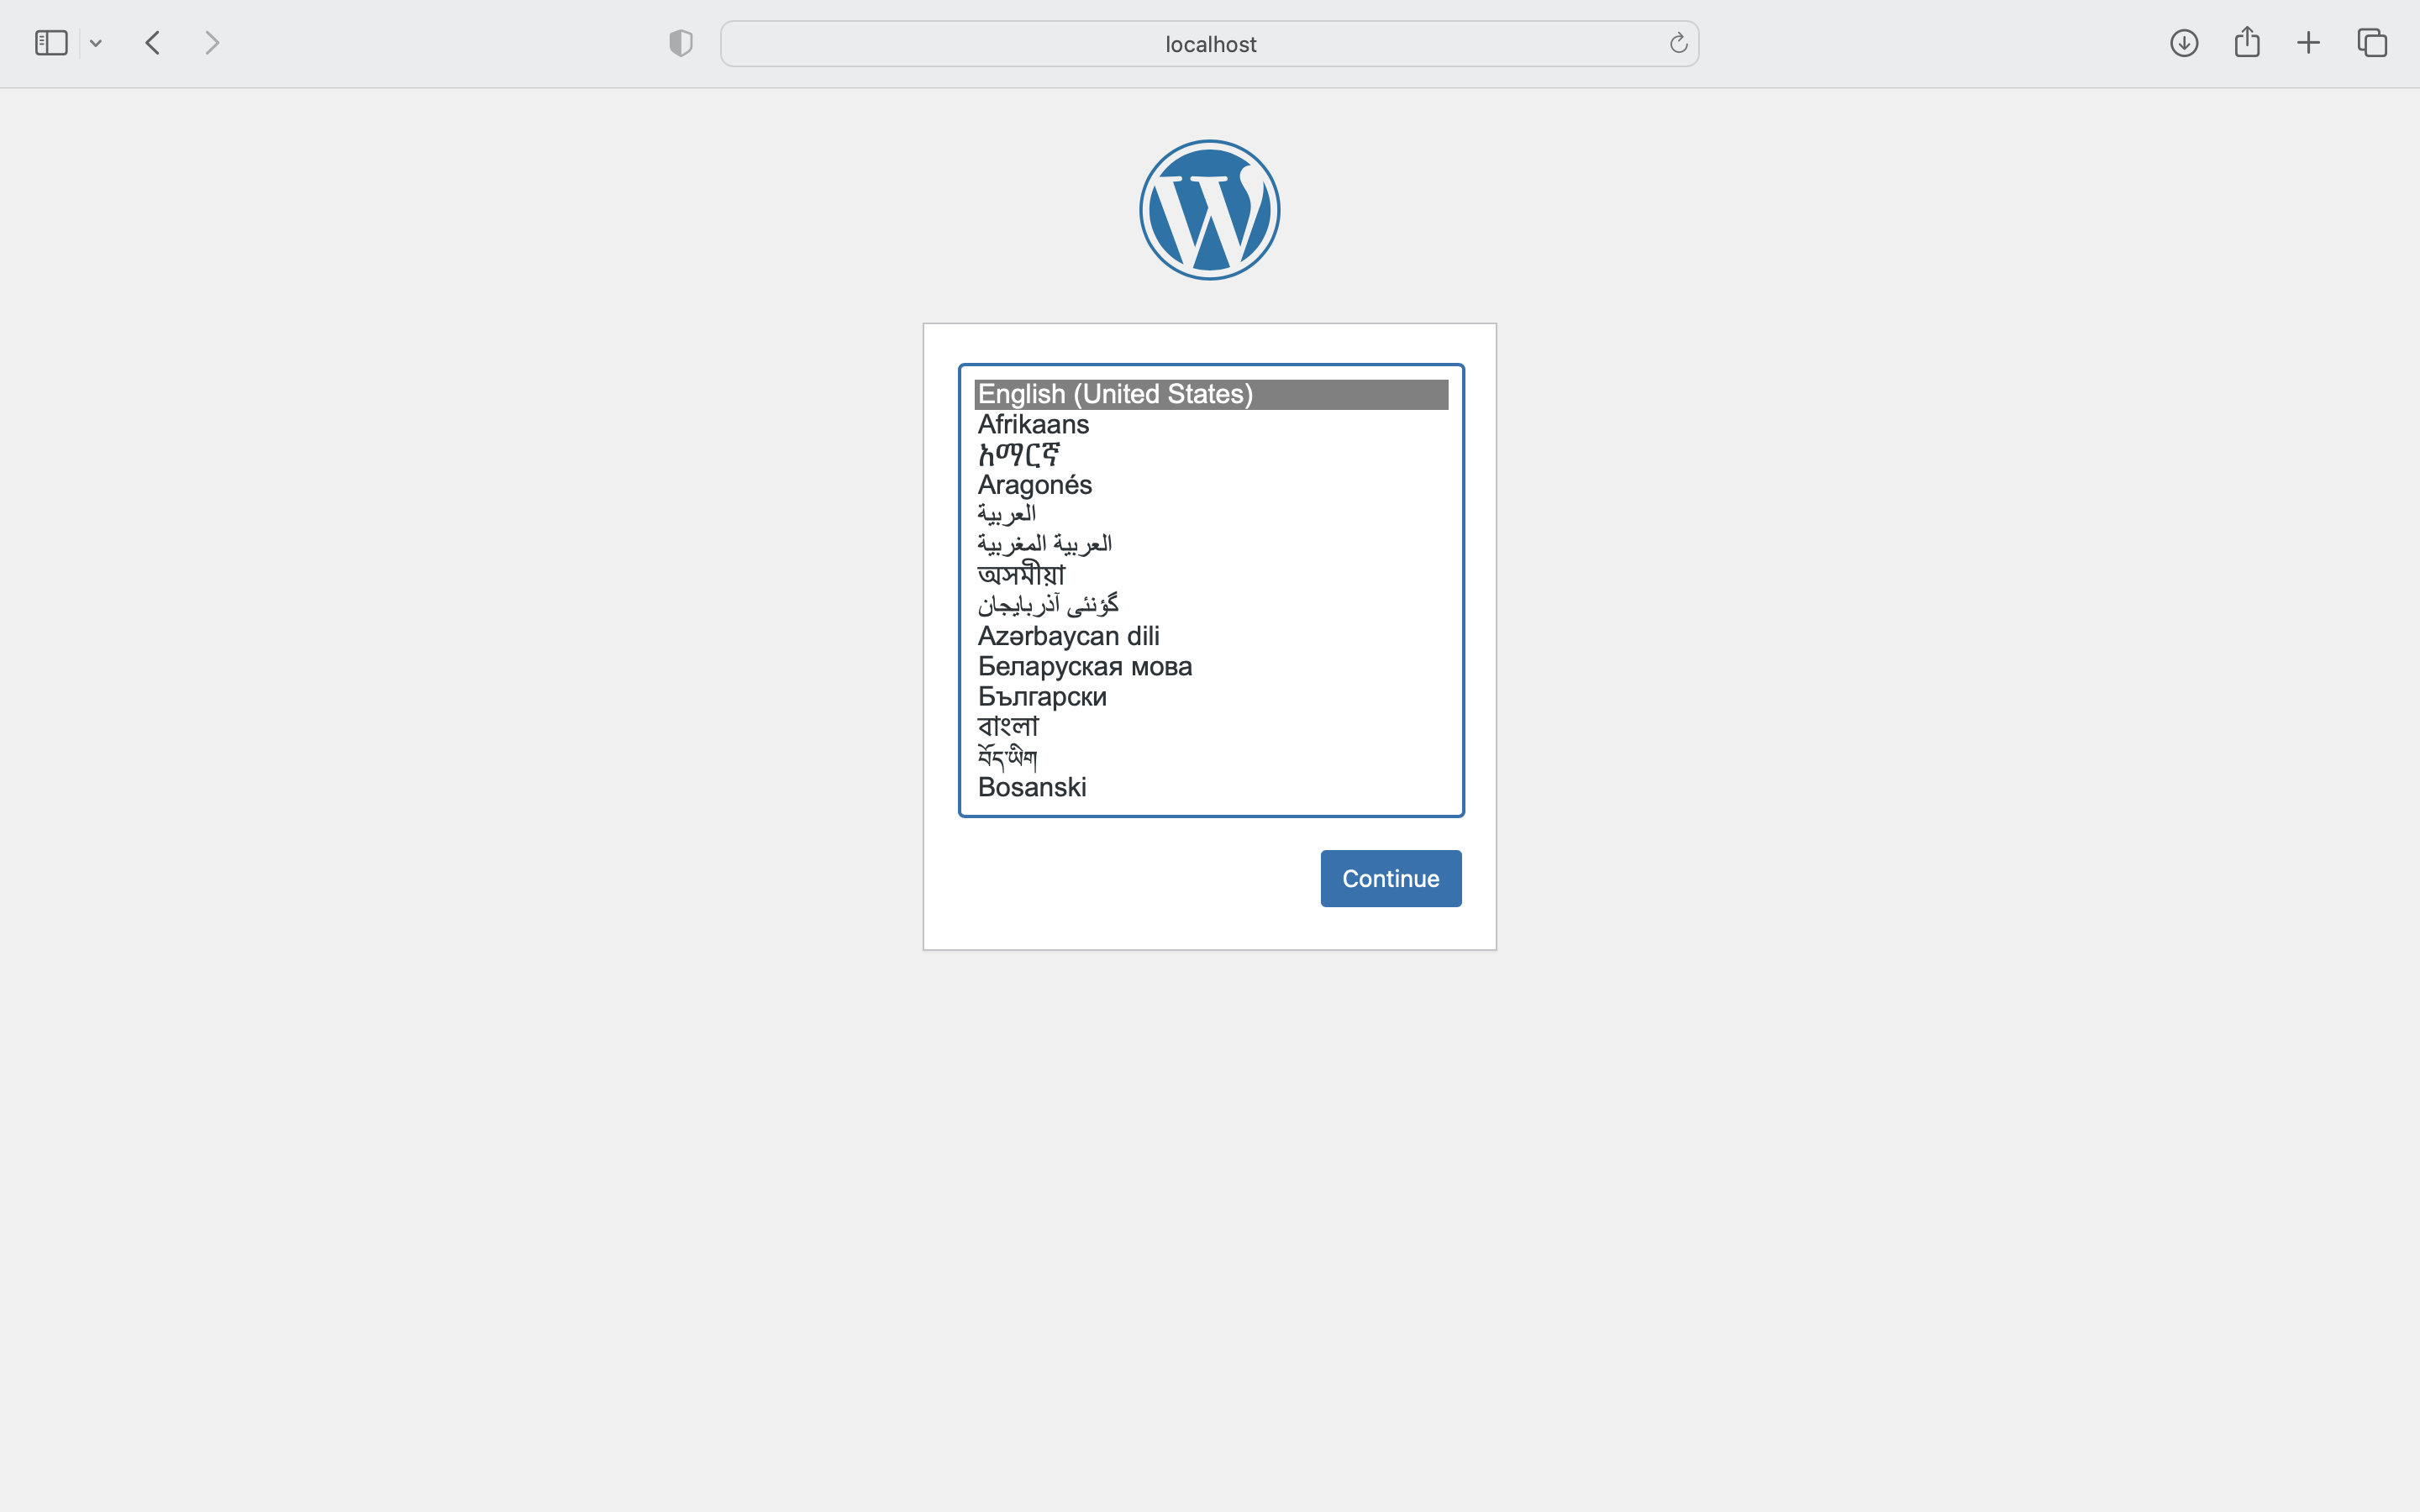 localhost
English (United States)
Afrikaans
አማርኛ
Aragonés
العربية
العربية المغربية
অসমীয়া
گؤنئی آذربایجان
Azərbaycan dili
Беларуская мова
Български
বাংলা
བོད་ཡིག
Bosanski
Continue